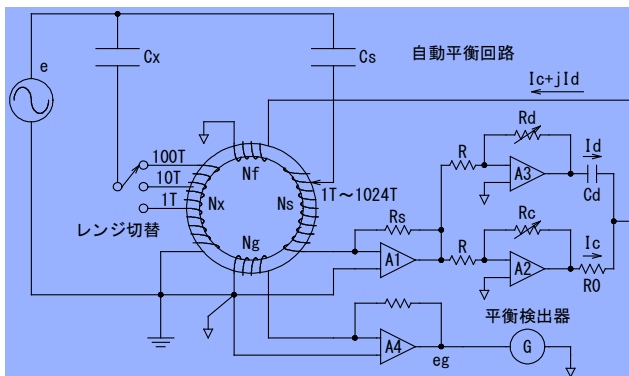 自動平衡回路
e
Cx
Cs
Ic+jId
Rd
Id
R
A3
Cd
100T
10T
1T
レンジ切替
Nf
Nx
Ns
Ng
1T～1024T
Rs
A1
R
Rc
A2
Ic
R0
平衡検出器
A4
eg
G